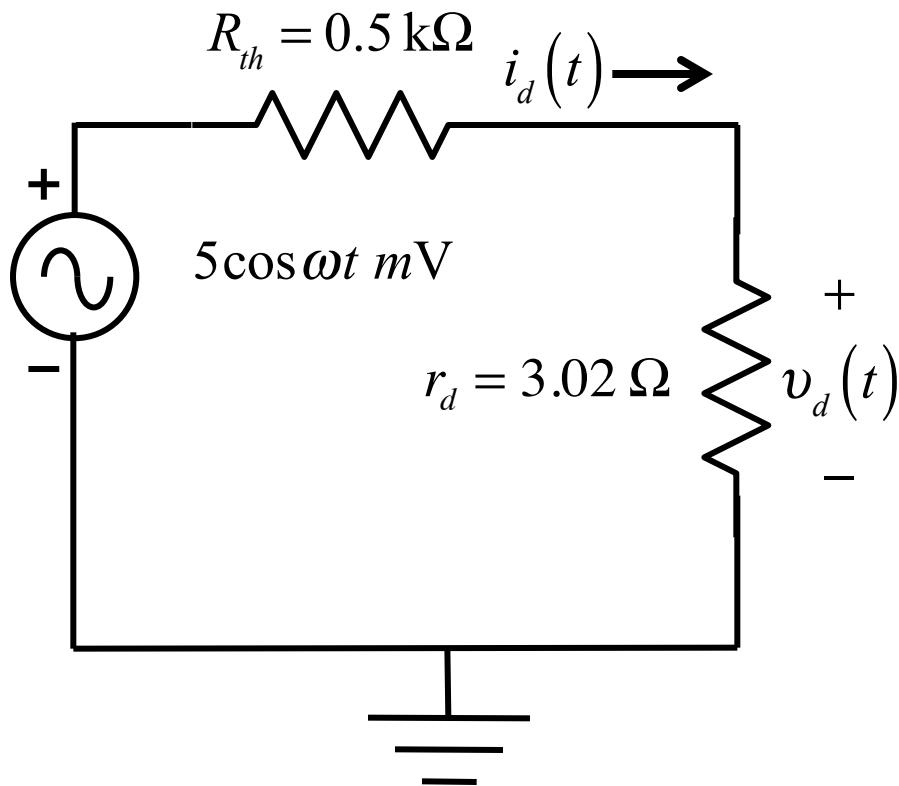 R_th = 0.5 kΩ
i_d(t)
+
5cosωt mV
+
−
r_d = 3.02 Ω
υ_d(t)
−